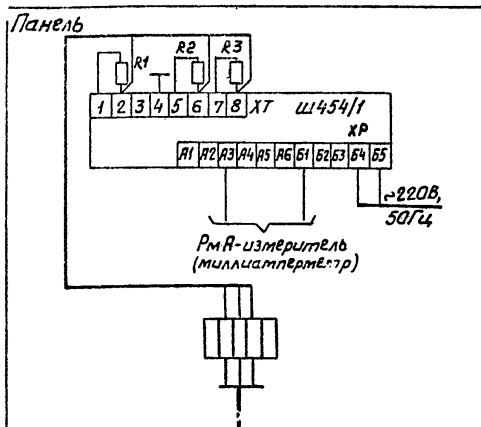 Панель
R1 R2 R3
1 2 3 4 5 6 7 8 XT Ш454/1
XP
А1 А2 А3 А4 А5 А6 Б1 Б2 Б3 Б4 Б5
~220В,
50Гц
РмА-измеритель
(миллиамперметр)